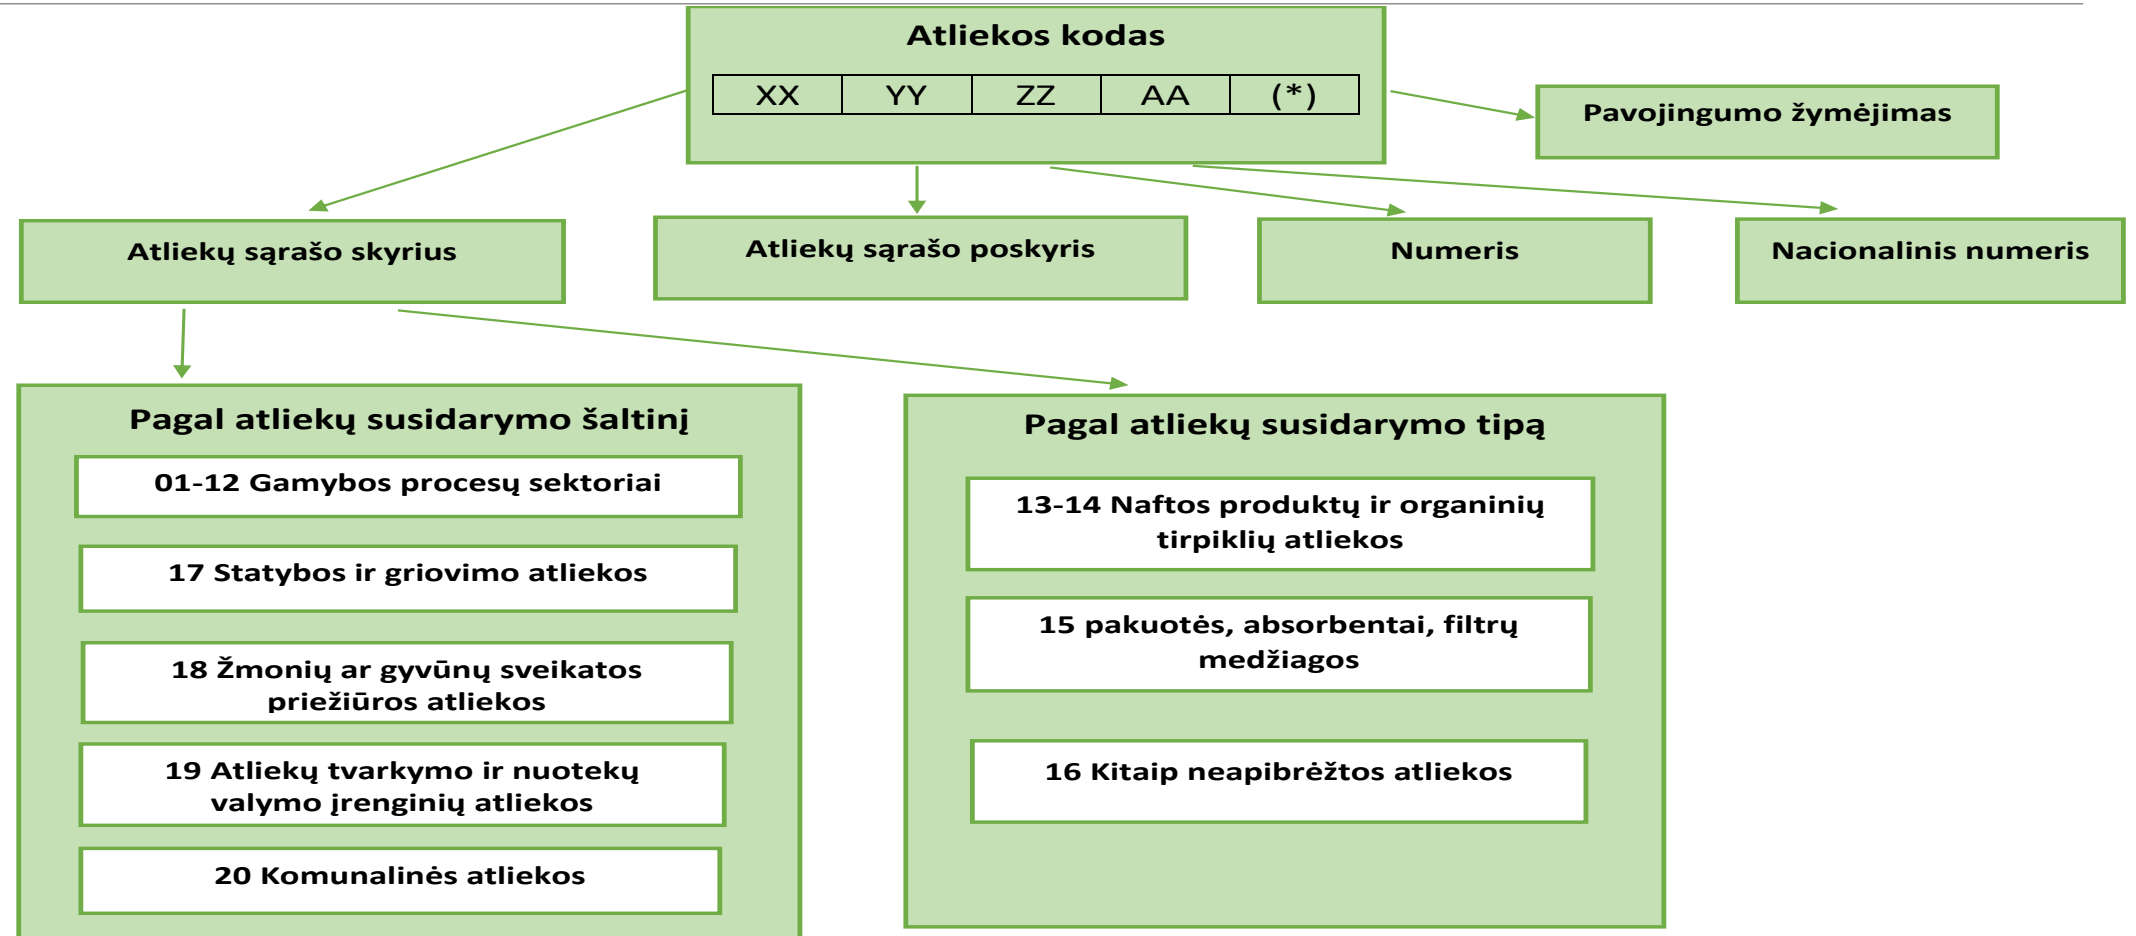 Atliekos kodas
XX YY ZZ AA (*)
Pavojingumo žymėjimas
Atliekų sąrašo skyrius
Atliekų sąrašo poskyris
Numeris
Nacionalinis numeris
Pagal atliekų susidarymo šaltinį
01-12 Gamybos procesų sektoriai
17 Statybos ir griovimo atliekos
18 Žmonių ar gyvūnų sveikatos
priežiūros atliekos
19 Atliekų tvarkymo ir nuotekų
valymo įrenginių atliekos
20 Komunalinės atliekos
Pagal atliekų susidarymo tipą
13-14 Naftos produktų ir organinių
tirpiklių atliekos
15 pakuotės, absorbentai, filtrų
medžiagos
16 Kitaip neapibrėžtos atliekos